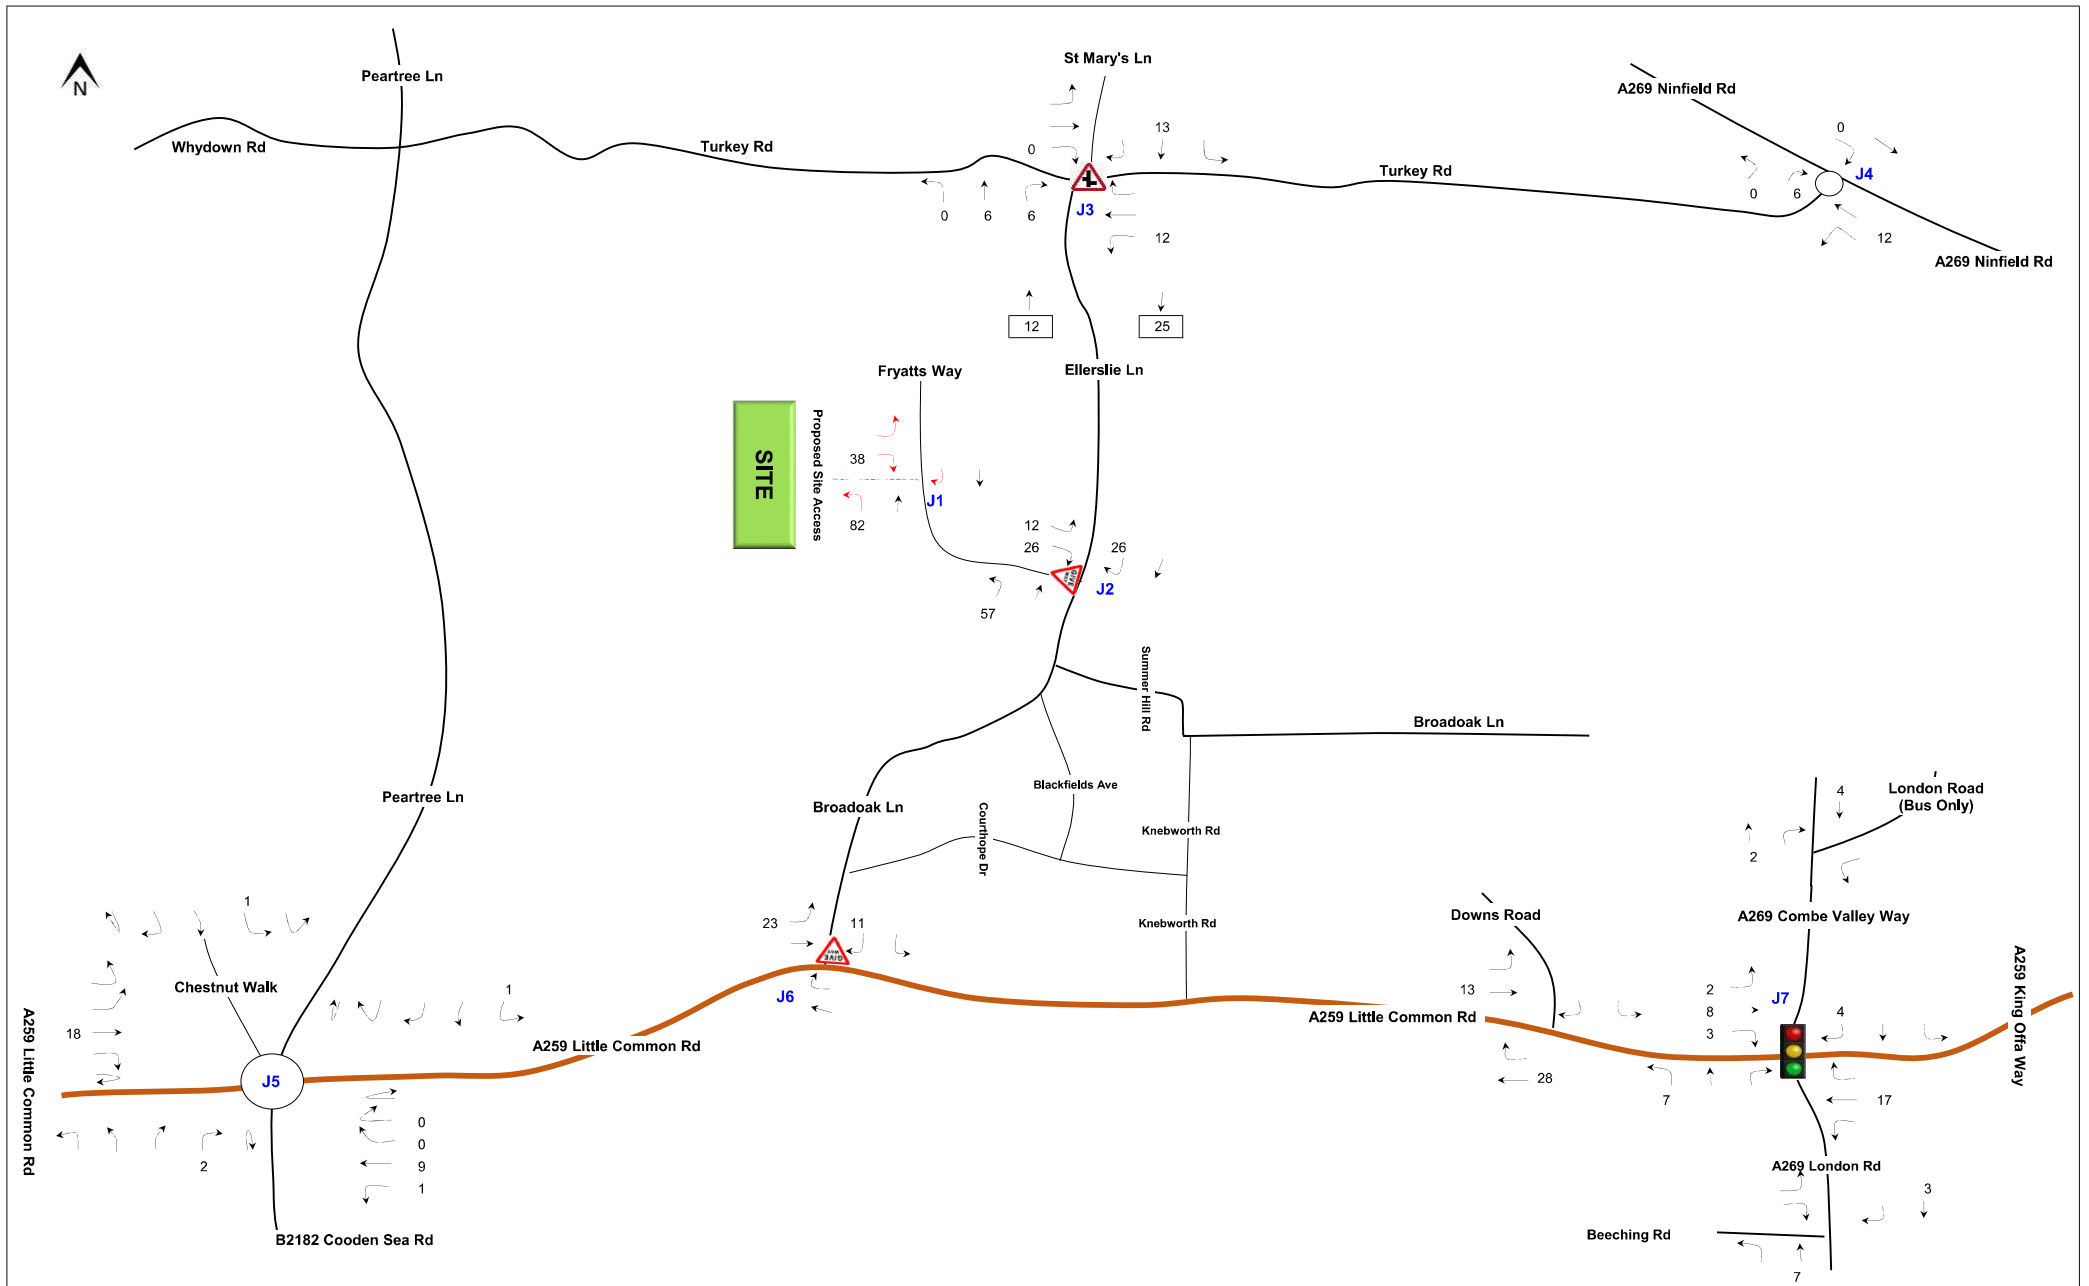 St Mary's Ln
Peartree Ln
A269 Ninfield Rd
N
13
0
Whydown Rd
Turkey Rd
0
Turkey Rd
J4
0
6
J3
0
6
6
12
12
A269 Ninfield Rd
12
25
Fryatts Way
Ellerslie Ln
SITE
Proposed Site Access
38
J1
82
12
26
26
GIVE
WAY
J2
57
Summer Hill Rd
Broadoak Ln
Blackfields Ave
Peartree Ln
Broadoak Ln
Courthope Dr
Knebworth Rd
4
London Road
(Bus Only)
2
1
23
11
Knebworth Rd
Downs Road
A269 Combe Valley Way
GIVE
WAY
Chestnut Walk
1
J6
13
2
J7
8
4
3
A259 King Offa Way
18
A259 Little Common Rd
A259 Little Common Rd
A259 Little Common Rd
J5
28
7
17
0
0
2
9
1
A269 London Rd
3
B2182 Cooden Sea Rd
Beeching Rd
7